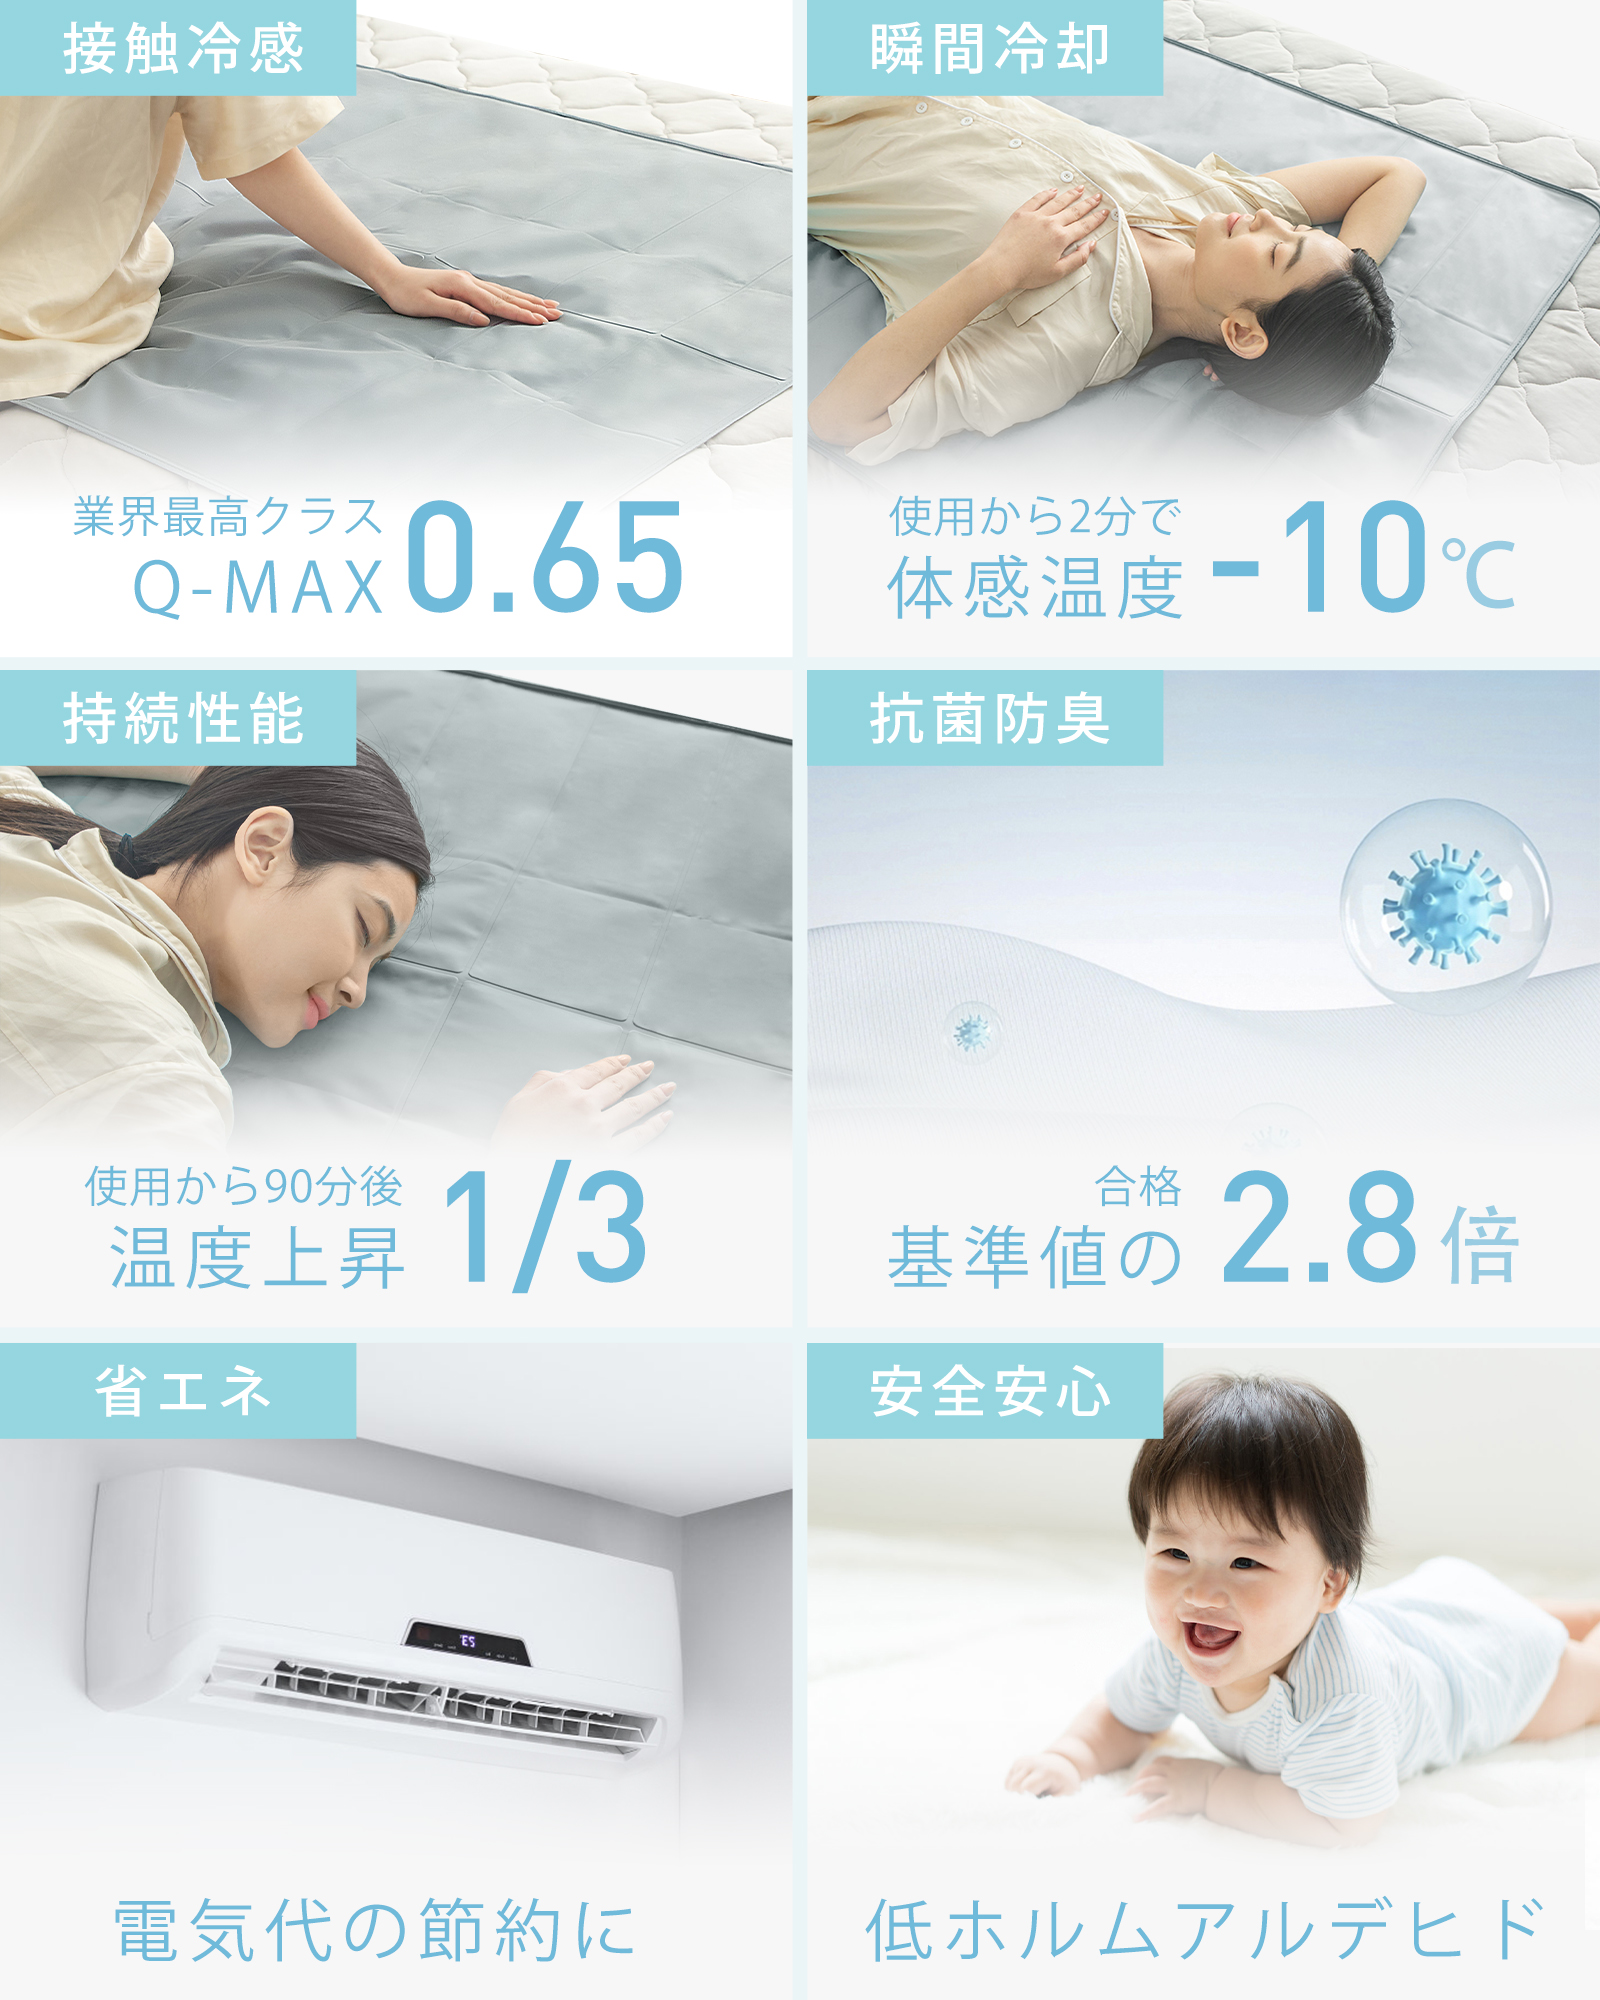 接触冷感
業界最高クラス
Q-MAX 0.65
瞬間冷却
使用から2分で
体感温度 -10℃
持続性能
使用から90分後
温度上昇 1/3
抗菌防臭
合格
基準値の 2.8倍
省エネ
E5
電気代の節約に
安全安心
低ホルムアルデヒド